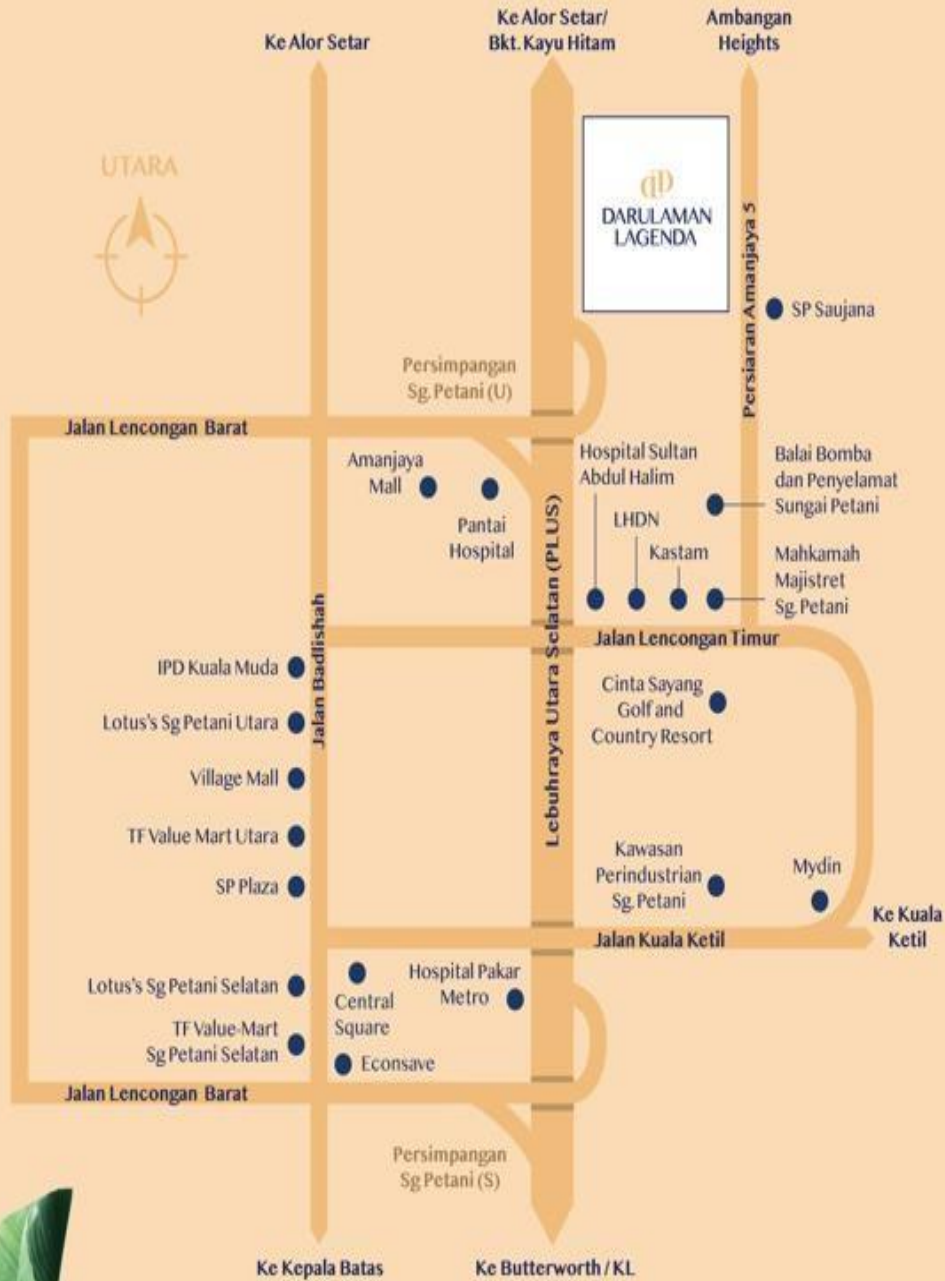 Ke Alor Setar
Ke Alor Setar/
Bkt. Kayu Hitam
Ambangan
Heights
UTARA
DARULAMAN
LAGENDA
Persiaran Amanjaya 5
SP Saujana
Persimpangan
Sg. Petani (U)
Jalan Lencongan Barat
Amanjaya
Mall
Pantai
Hospital
Hospital Sultan
Abdul Halim
LHDN
Kastam
Balai Bomba
dan Penyelamat
Sungai Petani
Mahkamah
Majistret
Sg. Petani
Lebuhraya Utara Selatan (PLUS)
Jalan Badlishah
Jalan Lencongan Timur
IPD Kuala Muda
Lotus's Sg Petani Utara
Village Mall
TF Value Mart Utara
SP Plaza
Cinta Sayang
Golf and
Country Resort
Kawasan
Perindustrian
Sg. Petani
Mydin
Ke Kuala
Ketil
Jalan Kuala Ketil
Lotus's Sg Petani Selatan
TF Value-Mart
Sg Petani Selatan
Central
Square
Hospital Pakar
Metro
Econsave
Jalan Lencongan Barat
Persimpangan
Sg Petani (S)
Ke Kepala Batas
Ke Butterworth / KL